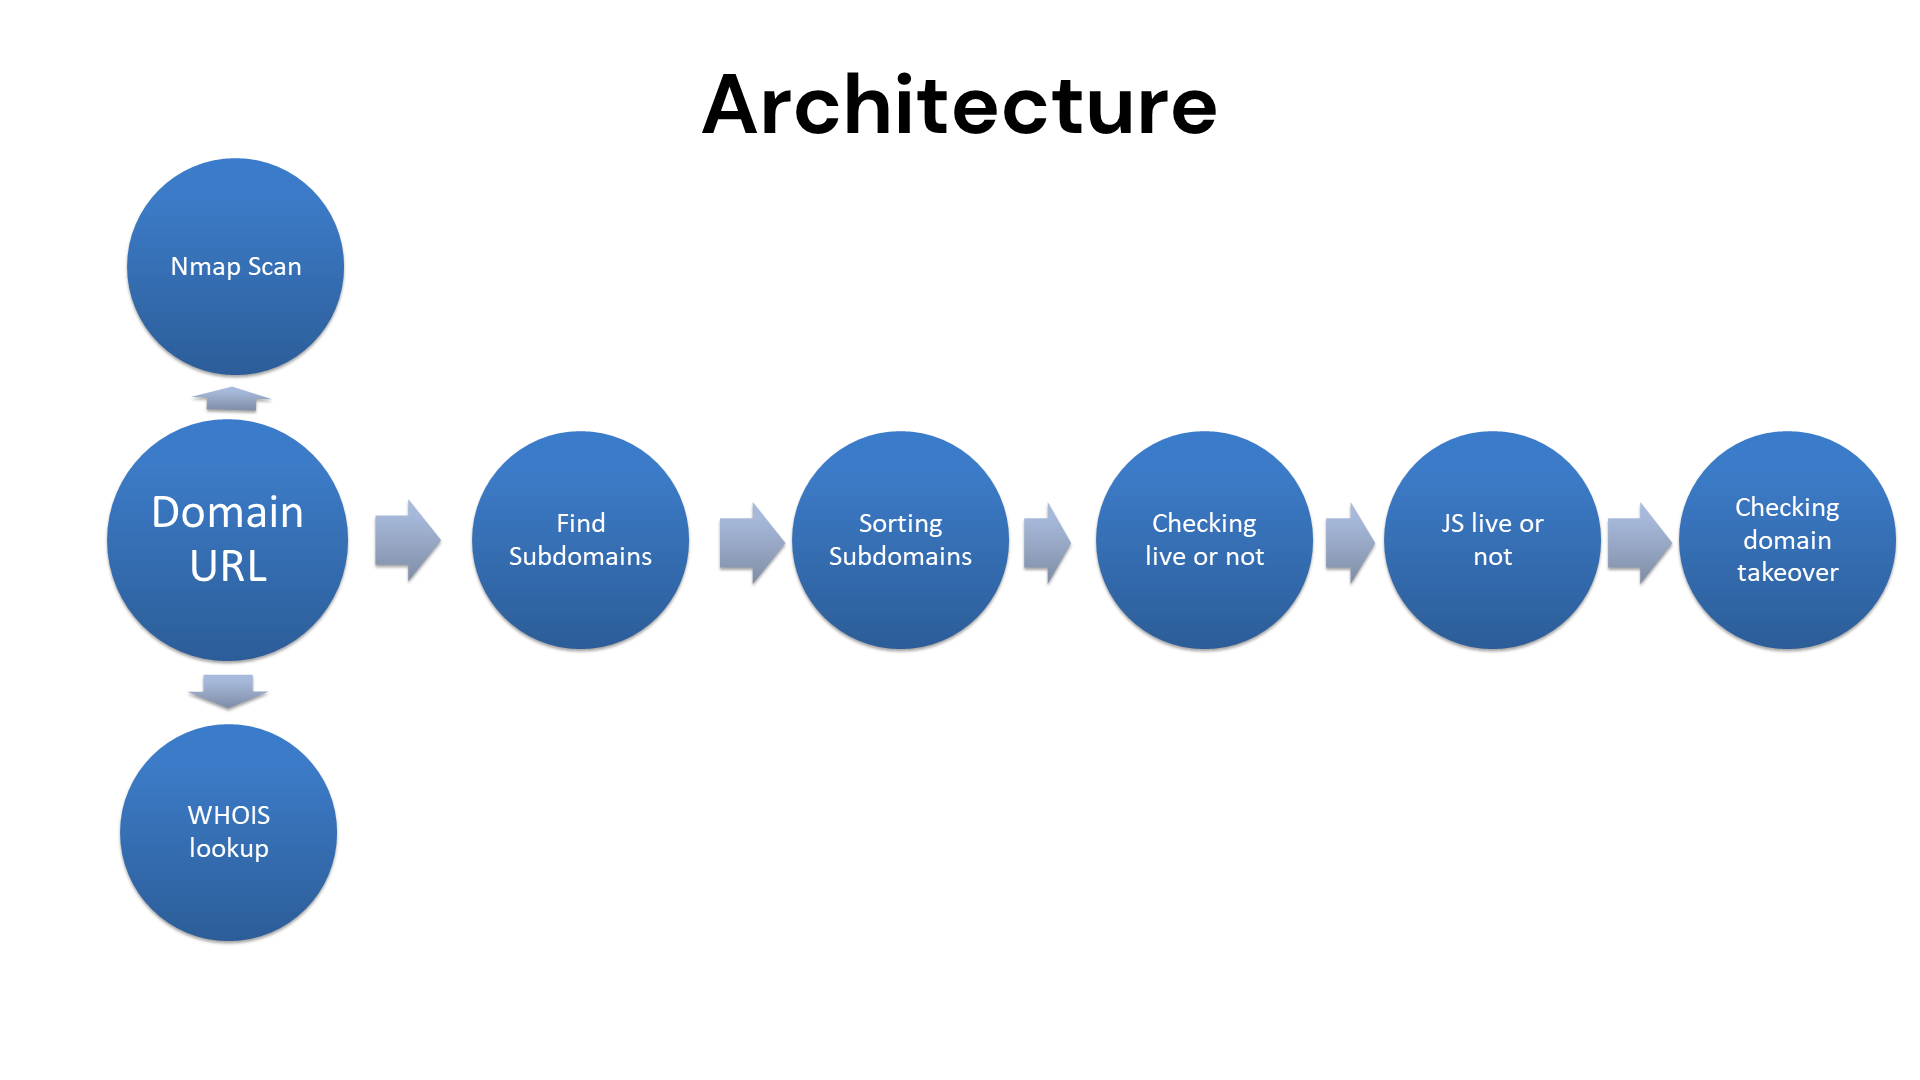 Architecture
Nmap Scan
Domain
URL
Find
Subdomains
Sorting
Subdomains
Checking
live or not
JS live or
not
Checking
domain
takeover
WHOIS
lookup